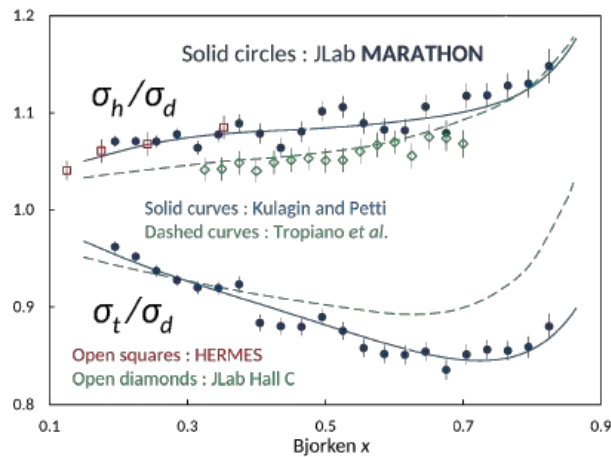 1.2
Solid circles : JLab MARATHON
σh/σd
1.1
Solid curves : Kulagin and Petti
Dashed curves : Tropiano et al.
1.0
0.9
σt/σd
Open squares : HERMES
Open diamonds : JLab Hall C
0.8
0.1 0.3 0.5 0.7 0.9
Bjorken x